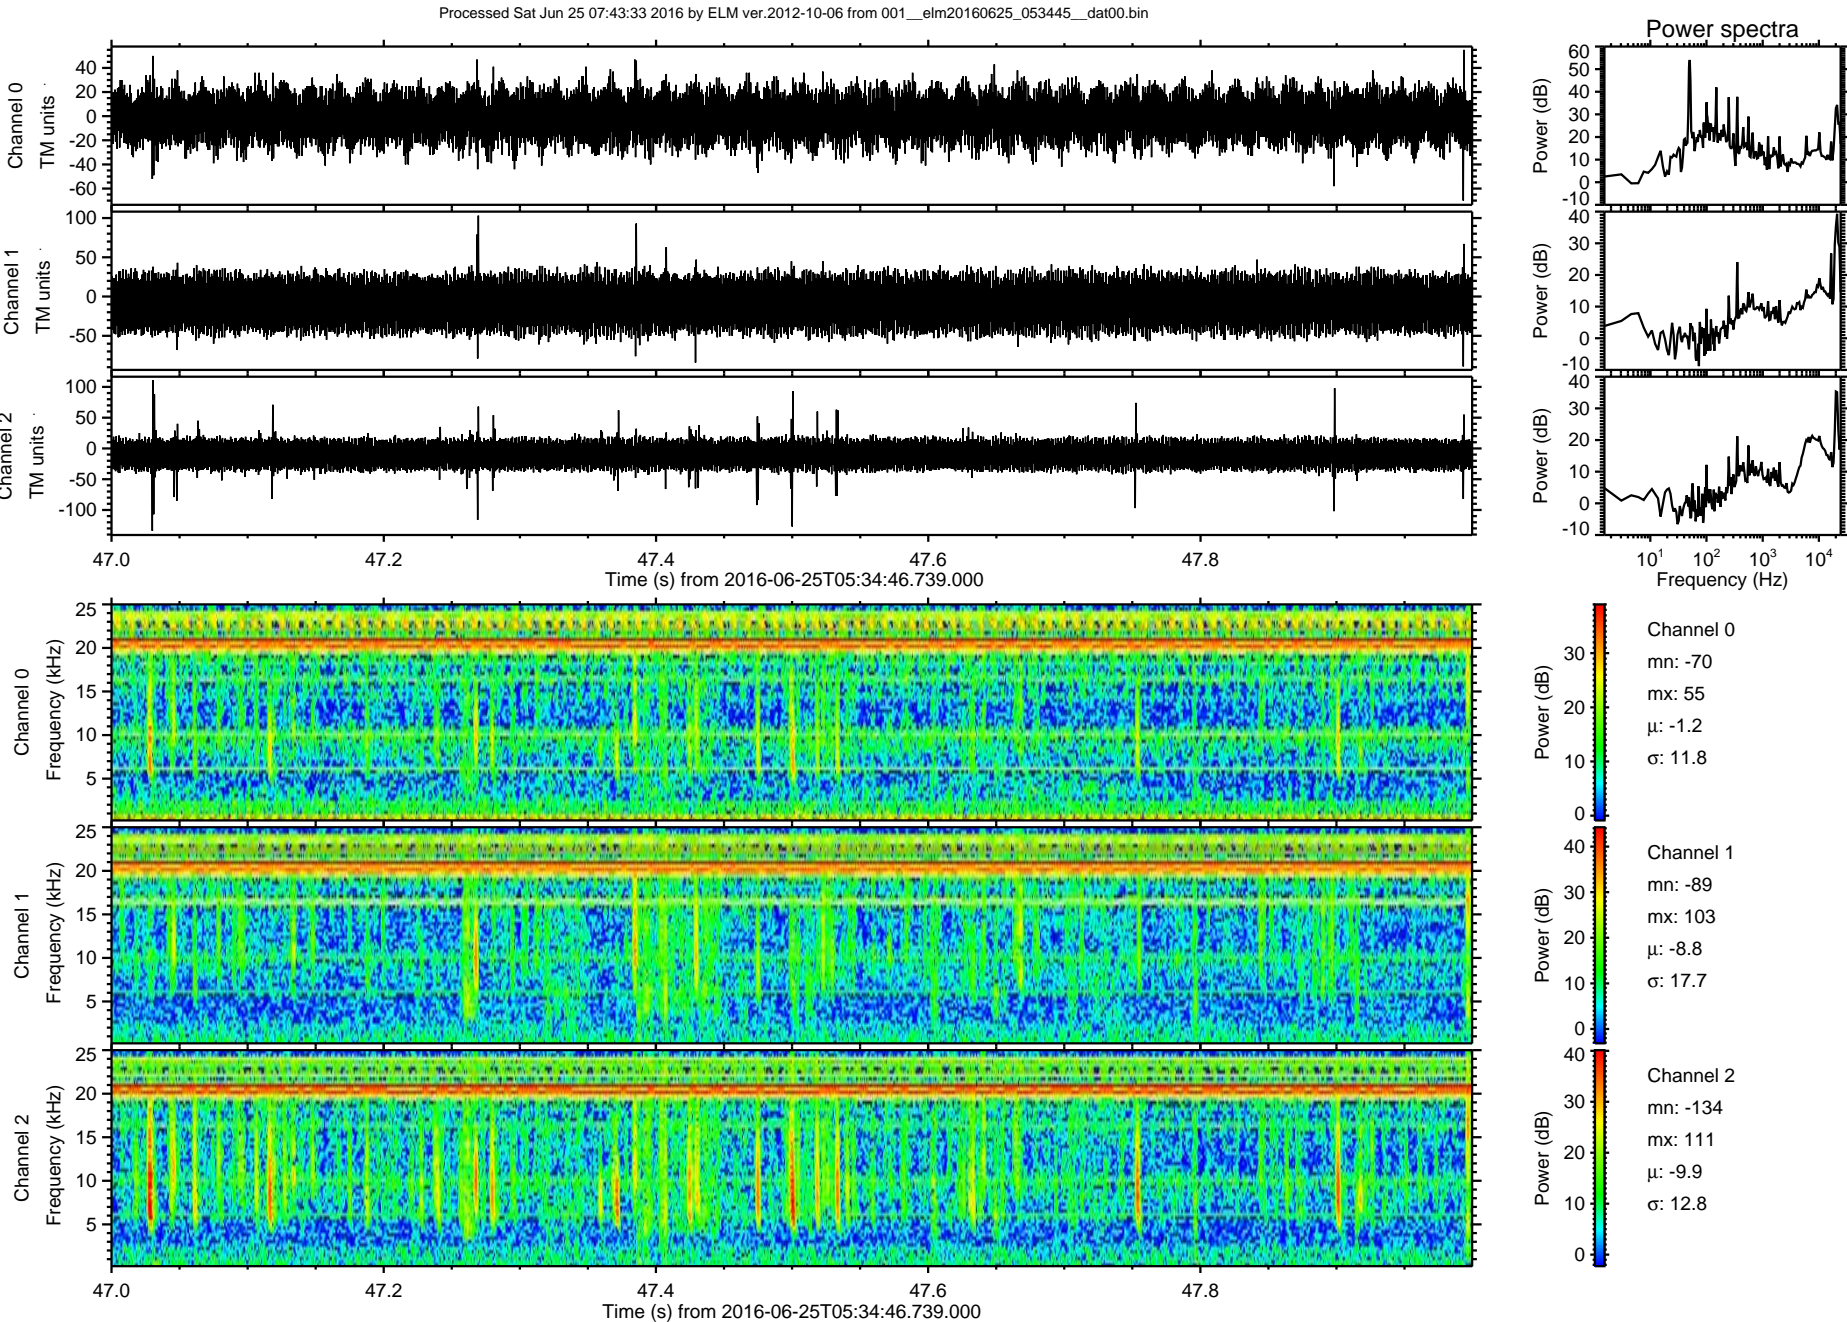 Processed Sat Jun 25 07:43:33 2016 by ELM ver.2012-10-06 from 001__elm20160625_053445__dat00.bin
Power spectra
Channel 0
TM units
40
20
0
-20
-40
-60
Power (dB)
60
50
40
30
20
10
0
-10
Channel 1
TM units
100
50
0
-50
Power (dB)
40
30
20
10
0
-10
Channel 2
TM units
100
50
0
-50
-100
Power (dB)
40
30
20
10
0
-10
47.0 47.2 47.4 47.6 47.8
Time (s) from 2016-06-25T05:34:46.739.000
10^1 10^2 10^3 10^4
Frequency (Hz)
Channel 0
Frequency (kHz)
25
20
15
10
5
Power (dB)
30
20
10
0
Channel 0
mn: -70
mx: 55
μ: -1.2
σ: 11.8
Channel 1
Frequency (kHz)
25
20
15
10
5
Power (dB)
40
30
20
10
0
Channel 1
mn: -89
mx: 103
μ: -8.8
σ: 17.7
Channel 2
Frequency (kHz)
25
20
15
10
5
Power (dB)
40
30
20
10
0
Channel 2
mn: -134
mx: 111
μ: -9.9
σ: 12.8
47.0 47.2 47.4 47.6 47.8
Time (s) from 2016-06-25T05:34:46.739.000